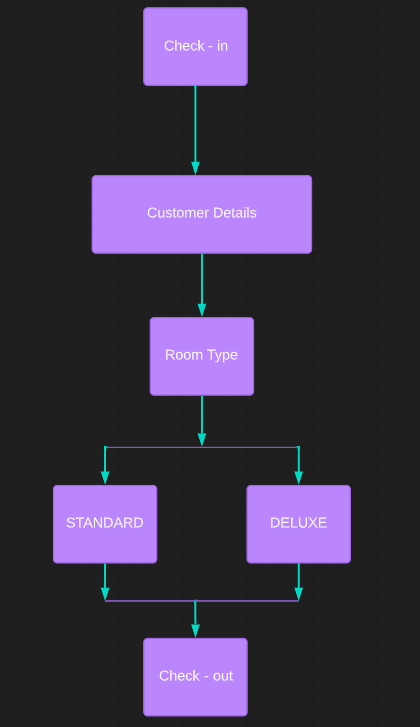 Check - in
Customer Details
Room Type
STANDARD
DELUXE
Check - out